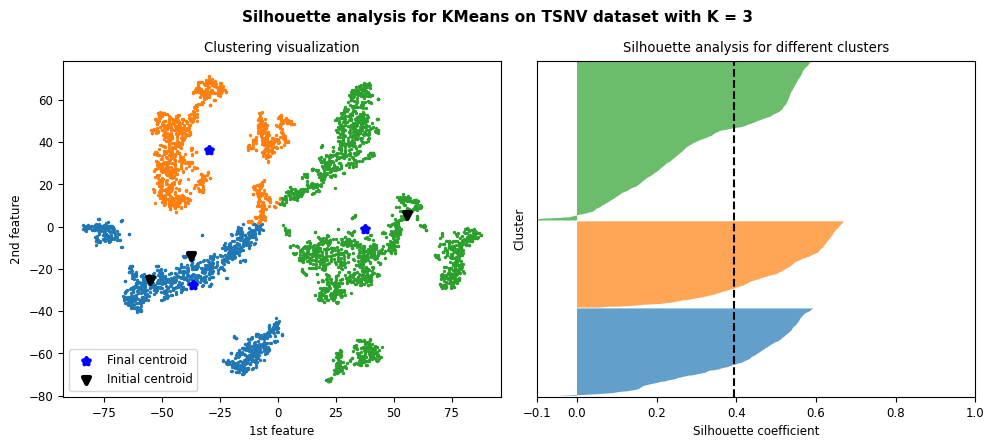 Silhouette analysis for KMeans on TSNV dataset with K = 3
Clustering visualization
2nd feature
60
40
20
0
−20
−40
−60
−80
Final centroid
Initial centroid
−75
−50
−25
0
25
50
75
1st feature
Silhouette analysis for different clusters
Cluster
−0.1
0.0
0.2
0.4
0.6
0.8
1.0
Silhouette coefficient